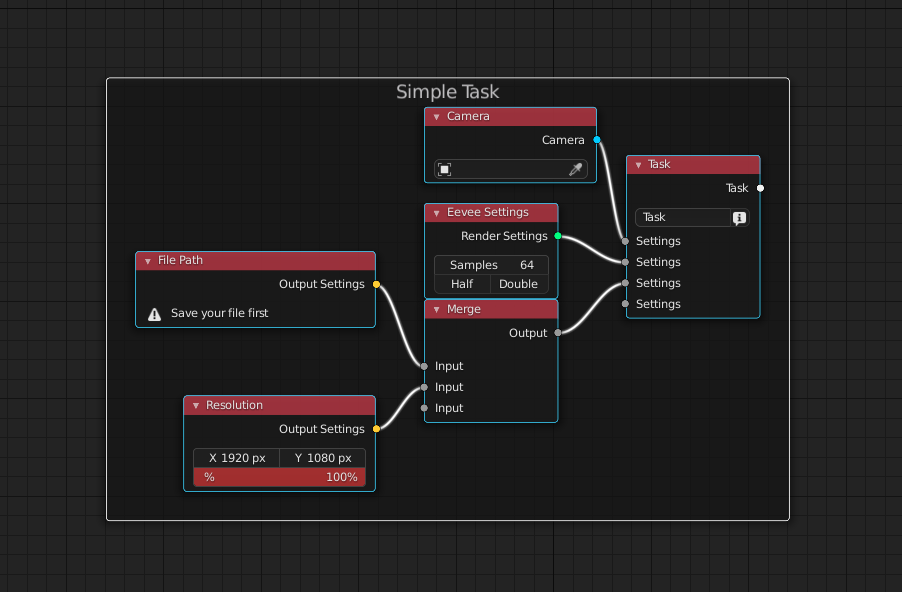 Simple Task
Camera
Camera
Task
Task
Task
Settings
Settings
Settings
Settings
Eevee Settings
Render Settings
Samples 64
Half Double
File Path
Output Settings
Save your file first
Merge
Output
Input
Input
Input
Resolution
Output Settings
X 1920 px Y 1080 px
% 100%